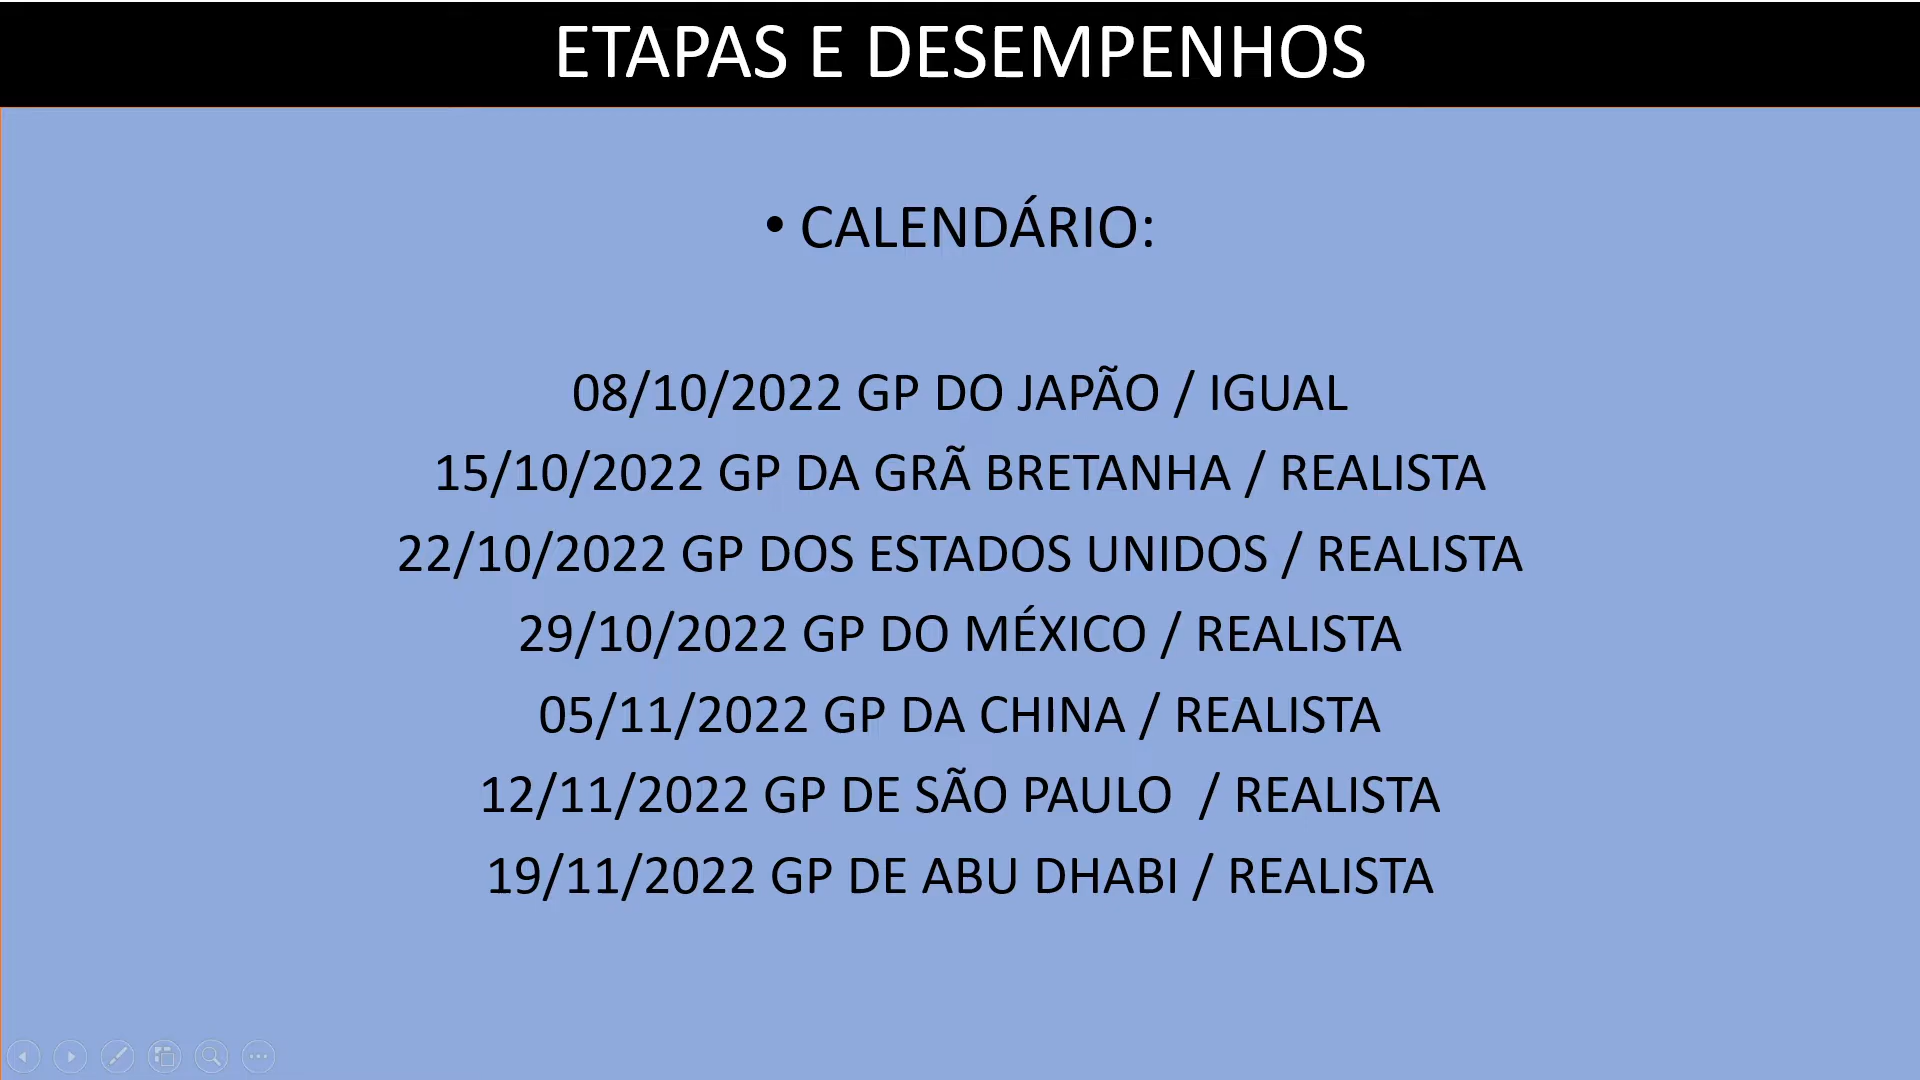 ETAPAS E DESEMPENHOS
• CALENDÁRIO:
08/10/2022 GP DO JAPÃO / IGUAL
15/10/2022 GP DA GRÃ BRETANHA / REALISTA
22/10/2022 GP DOS ESTADOS UNIDOS / REALISTA
29/10/2022 GP DO MÉXICO / REALISTA
05/11/2022 GP DA CHINA / REALISTA
12/11/2022 GP DE SÃO PAULO  / REALISTA
19/11/2022 GP DE ABU DHABI / REALISTA